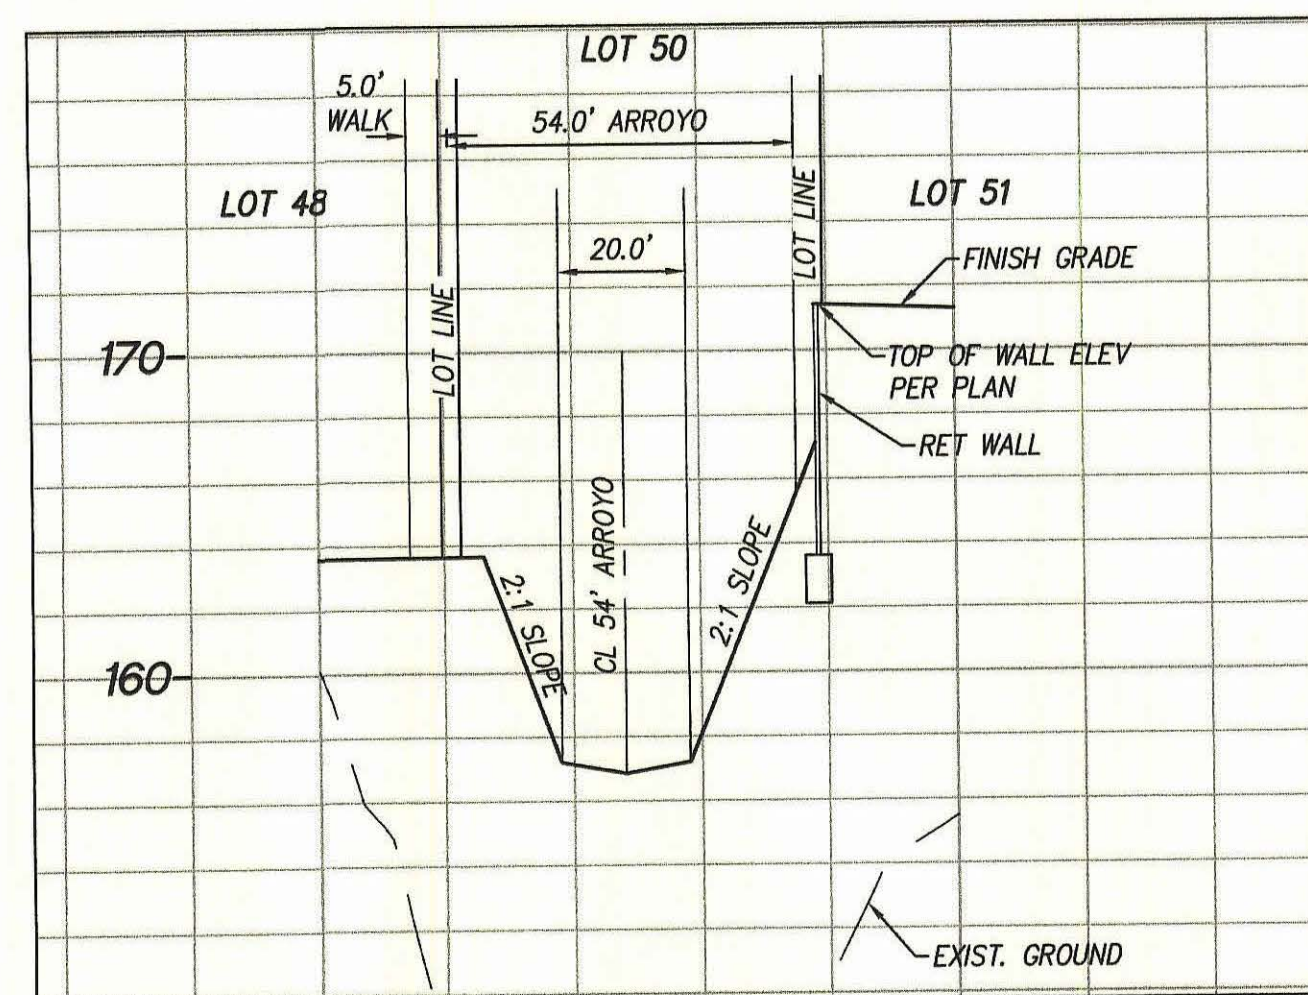 LOT 50
5.0'
WALK
54.0' ARROYO
LOT 48
LOT 51
LOT LINE
20.0'
FINISH GRADE
LOT LINE
170-
TOP OF WALL ELEV
PER PLAN
RET WALL
CL 54' ARROYO
2:1 SLOPE
2:1 SLOPE
160-
EXIST. GROUND